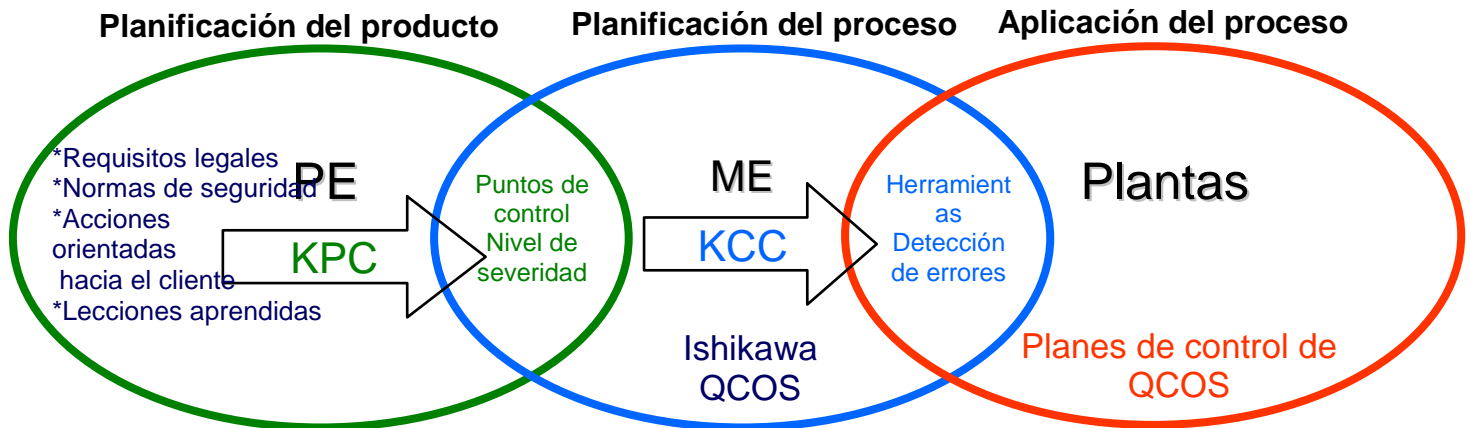 Planificación del producto
Planificación del proceso
Aplicación del proceso
*Requisitos legales
*Normas de seguridad
*Acciones
orientadas
hacia el cliente
*Lecciones aprendidas
PE
KPC
Puntos de
control
Nivel de
severidad
ME
KCC
Ishikawa
QCOS
Herramient
as
Detección
de errores
Plantas
Planes de control de
QCOS